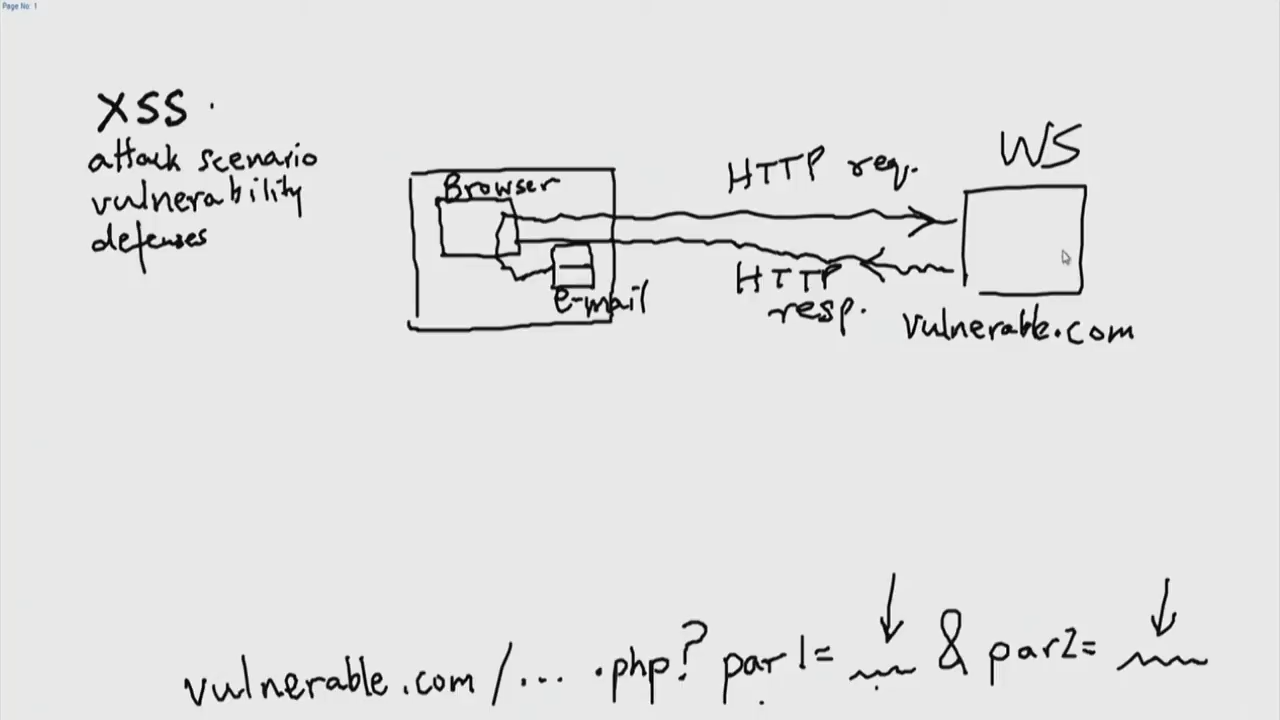 Page No: 1
XSS
attack scenario
vulnerability
defenses
Browser
e-mail
HTTP req.
HTTP
resp.
WS
vulnerable.com
vulnerable.com/... .php? par1= & par2=